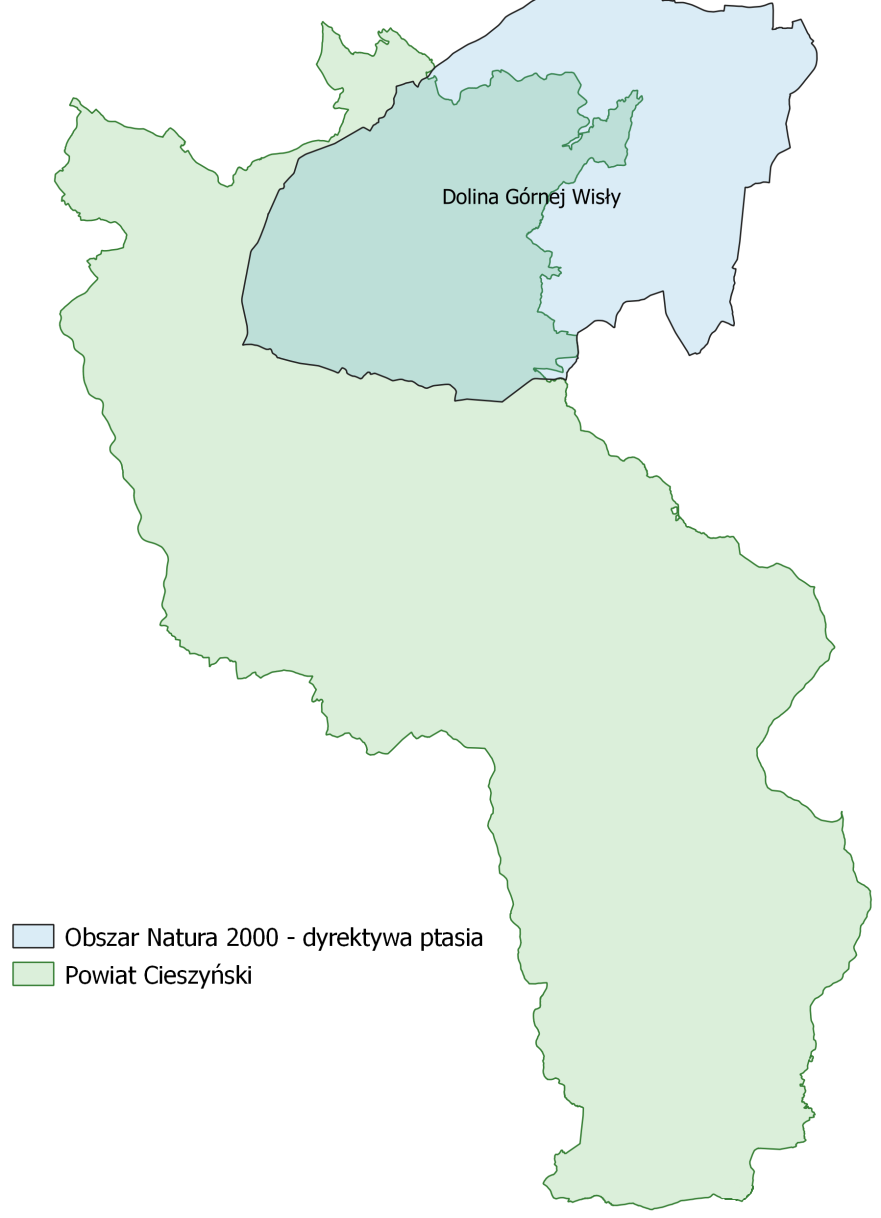 Dolina Górnej Wisły
Obszar Natura 2000 - dyrektywa ptasia
Powiat Cieszyński